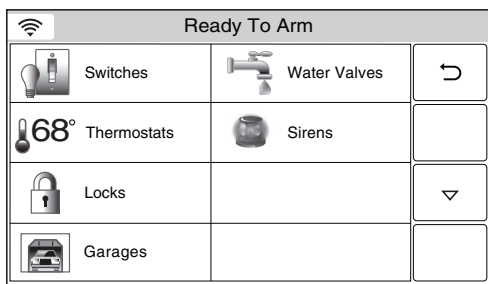 Ready To Arm
Switches
Water Valves
68° Thermostats
Sirens
Locks
Garages